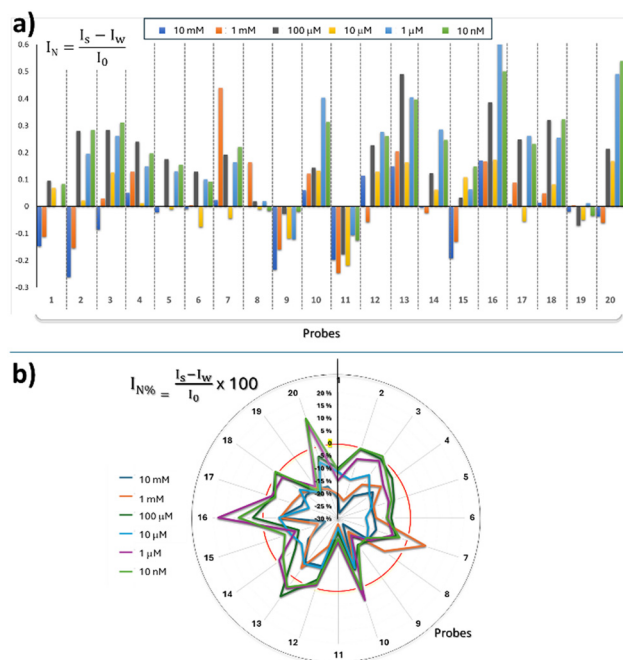 a)
I_N = (I_s − I_w) / I_0
10 mM 1 mM 100 µM 10 µM 1 µM 10 nM
0.6
0.5
0.4
0.3
0.2
0.1
0
-0.1
-0.2
-0.3
1 2 3 4 5 6 7 8 9 10 11 12 13 14 15 16 17 18 19 20
Probes
b)
I_N% = (I_s−I_w) / I_0 x 100
1
2
3
4
5
6
7
8
9
10
11
12
13
14
15
16
17
18
19
20
20 %
15 %
10 %
5 %
0
-5 %
-10 %
-15 %
-20 %
-25 %
-30 %
10 mM
1 mM
100 µM
10 µM
1 µM
10 nM
Probes